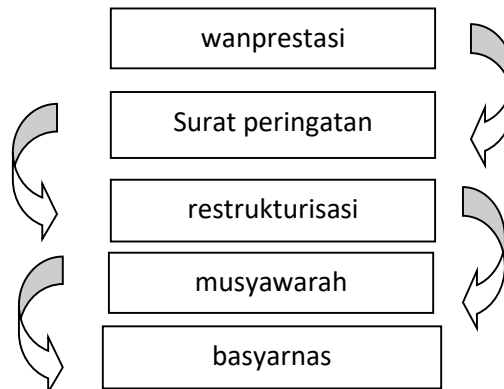 wanprestasi
Surat peringatan
restrukturisasi
musyawarah
basyarnas